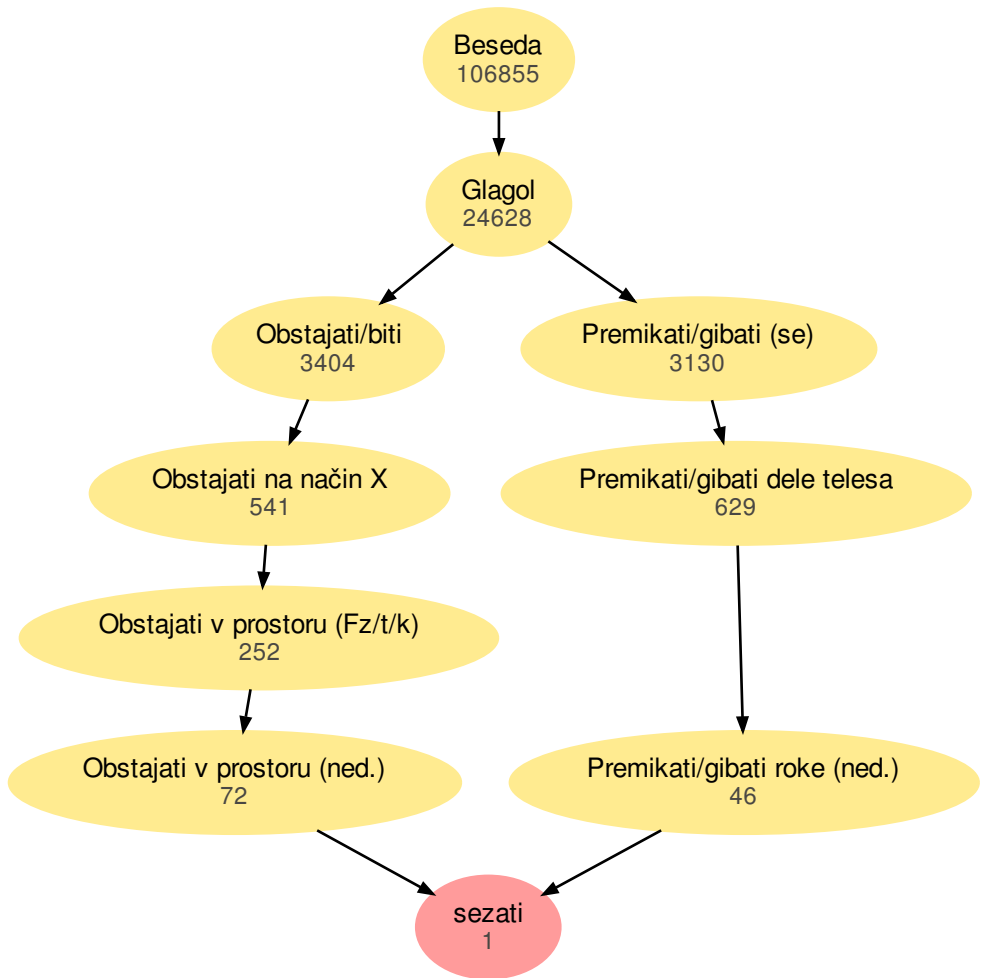 Beseda
106855
Glagol
24628
Obstajati/biti
3404
Premikati/gibati (se)
3130
Obstajati na način X
541
Premikati/gibati dele telesa
629
Obstajati v prostoru (Fz/t/k)
252
Obstajati v prostoru (ned.)
72
Premikati/gibati roke (ned.)
46
sezati
1